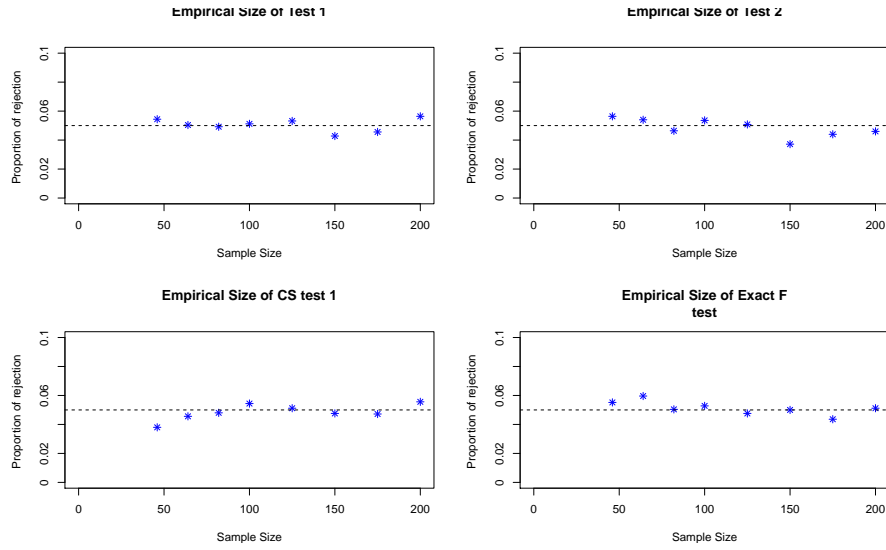 Empirical Size of Test 1
Proportion of rejection
0.1
0.06
0.02
0
0
50
100
150
200
Sample Size
Empirical Size of Test 2
Proportion of rejection
0.1
0.06
0.02
0
0
50
100
150
200
Sample Size
Empirical Size of CS test 1
Proportion of rejection
0.1
0.06
0.02
0
0
50
100
150
200
Sample Size
Empirical Size of Exact F
test
Proportion of rejection
0.1
0.06
0.02
0
0
50
100
150
200
Sample Size